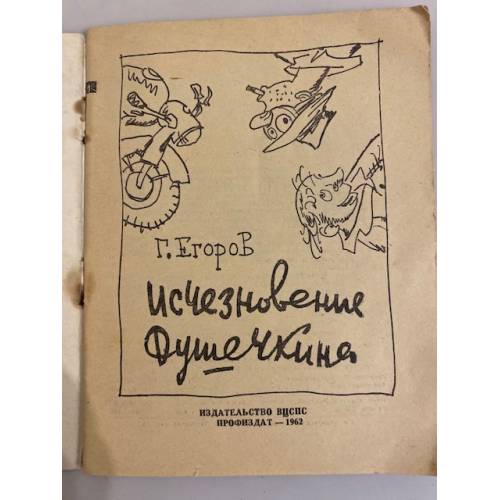 Г. Егоров
исчезновение
Душечкина
ИЗДАТЕЛЬСТВО ВЦСПС
ПРОФИЗДАТ — 1962